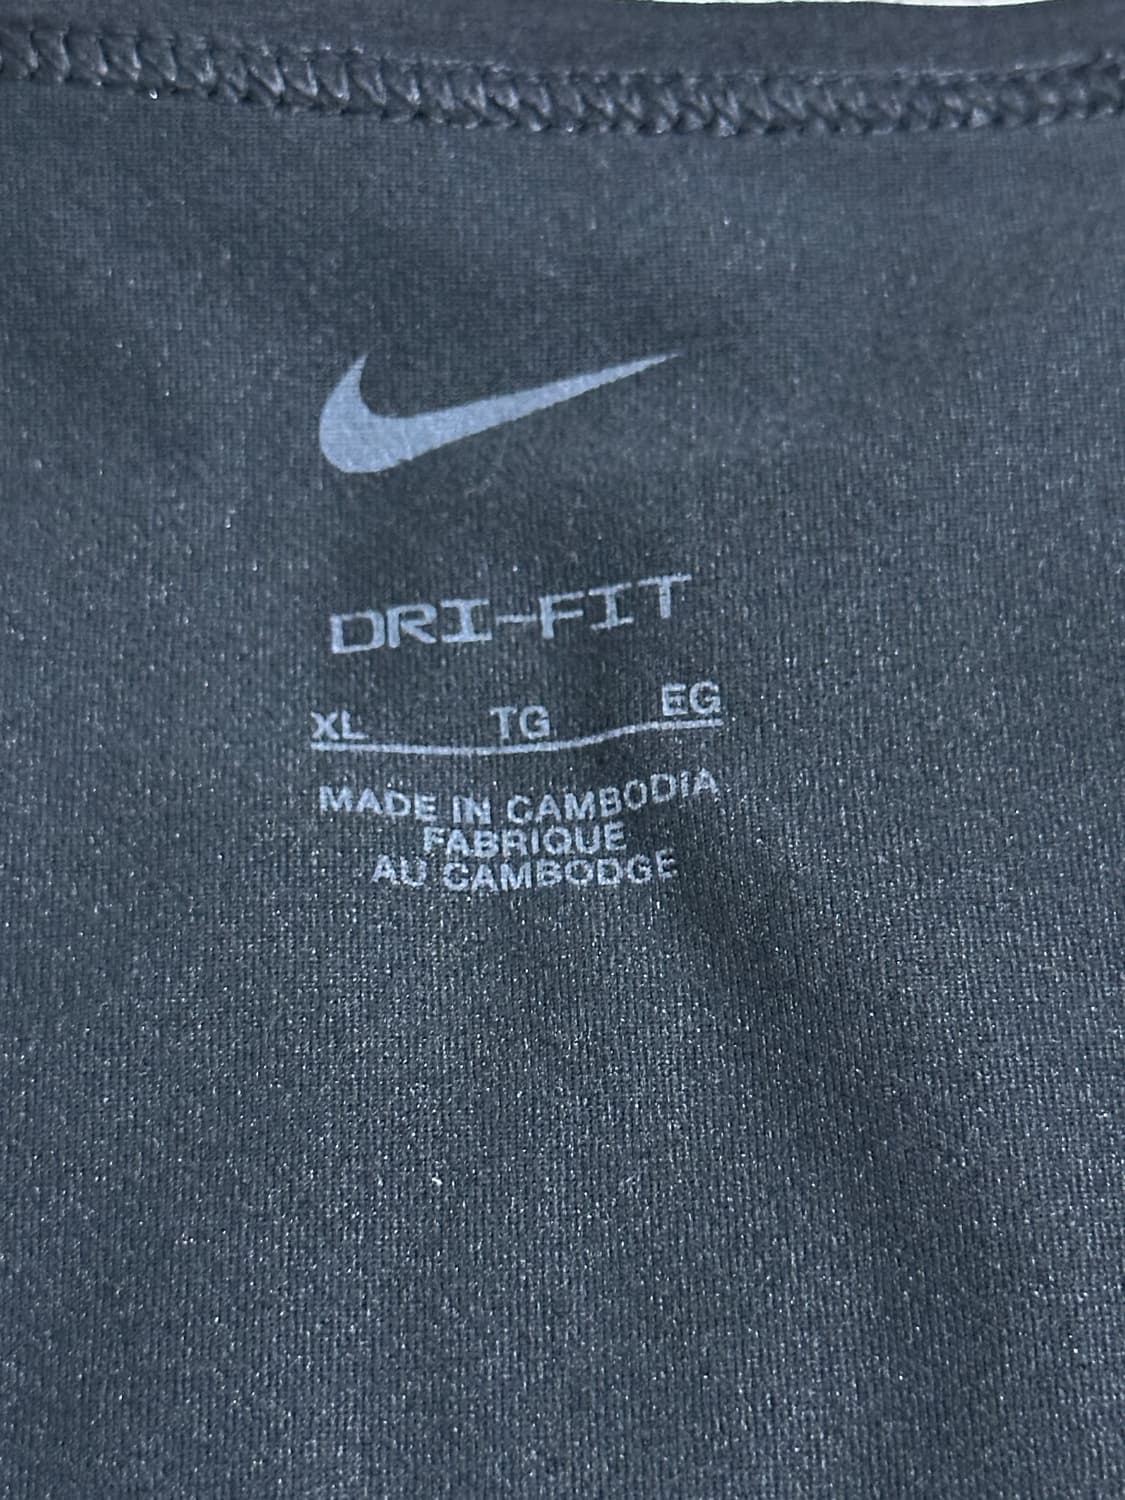 DRI-FIT
XL TG EG
MADE IN CAMBODIA
FABRIQUE
AU CAMBODGE